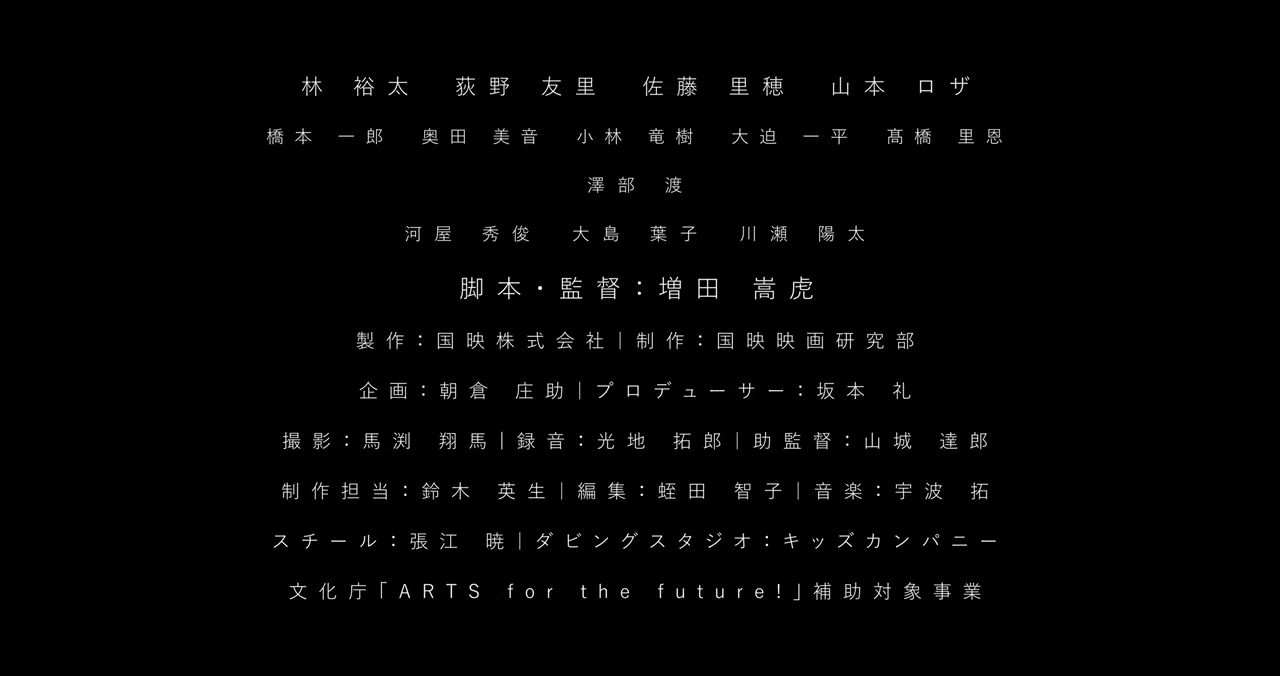 林 裕太 荻野 友里 佐藤 里穂 山本 ロザ
橋本 一郎 奥田 美音 小林 竜樹 大迫 一平 髙橋 里恩
澤部 渡
河屋 秀俊 大島 葉子 川瀬 陽太
脚本・監督：増田 嵩虎
製作：国映株式会社｜制作：国映映画研究部
企画：朝倉 庄助｜プロデューサー：坂本 礼
撮影：馬渕 翔馬｜録音：光地 拓郎｜助監督：山城 達郎
制作担当：鈴木 英生｜編集：蛭田 智子｜音楽：宇波 拓
スチール：張江 暁｜ダビングスタジオ：キッズカンパニー
文化庁「ARTS for the future!」補助対象事業